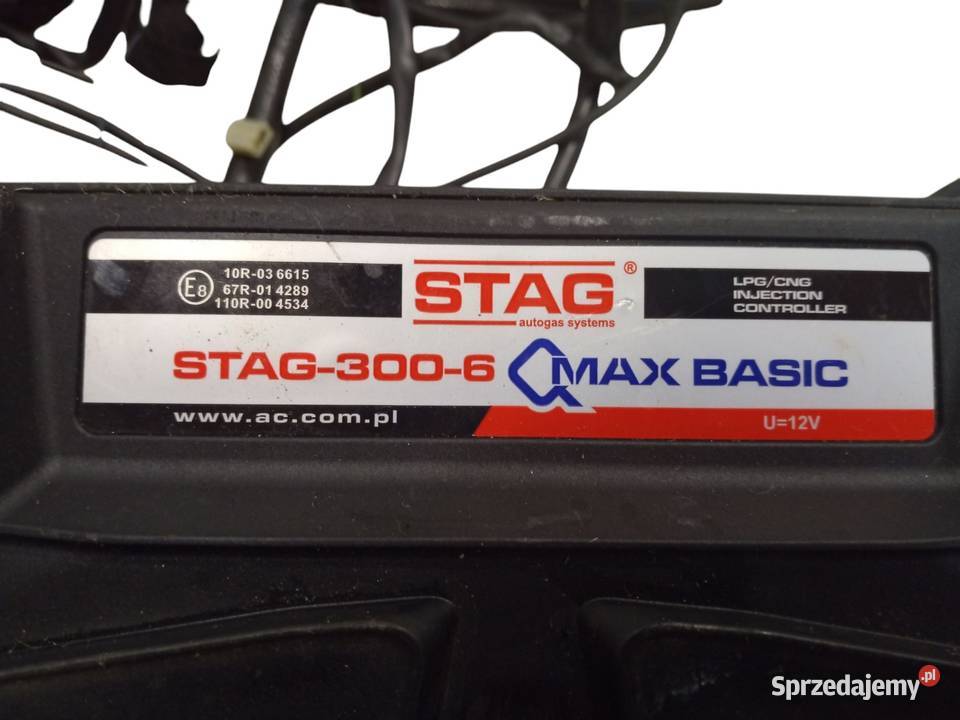 E8
10R-03 6615
67R-01 4289
110R-00 4534
STAG®
autogas systems
LPG/CNG
INJECTION
CONTROLLER
STAG-300-6 QMAX BASIC
www.ac.com.pl
U=12V
Sprzedajemy.pl